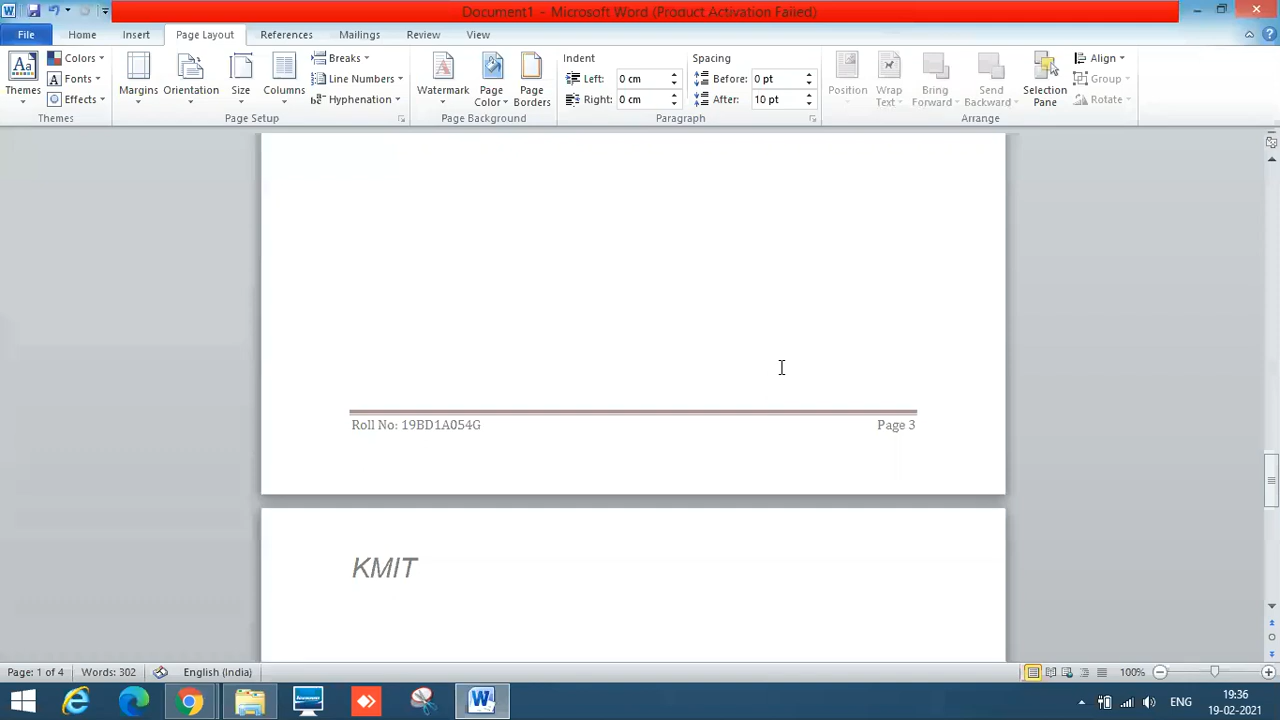 Document1 - Microsoft Word (Product Activation Failed)
File Home Insert Page Layout References Mailings Review View
Themes Colors Fonts Effects Themes
Margins Orientation Size Columns Breaks Line Numbers Hyphenation Page Setup
Watermark Page Color Page Borders Page Background
Indent Left: 0 cm Right: 0 cm Spacing Before: 0 pt After: 10 pt Paragraph
Position Wrap Text Bring Forward Send Backward Selection Pane Align Group Rotate Arrange
Roll No: 19BD1A054G Page 3
KMIT
Page: 1 of 4 Words: 302 English (India) 100%
ENG 19:36
19-02-2021